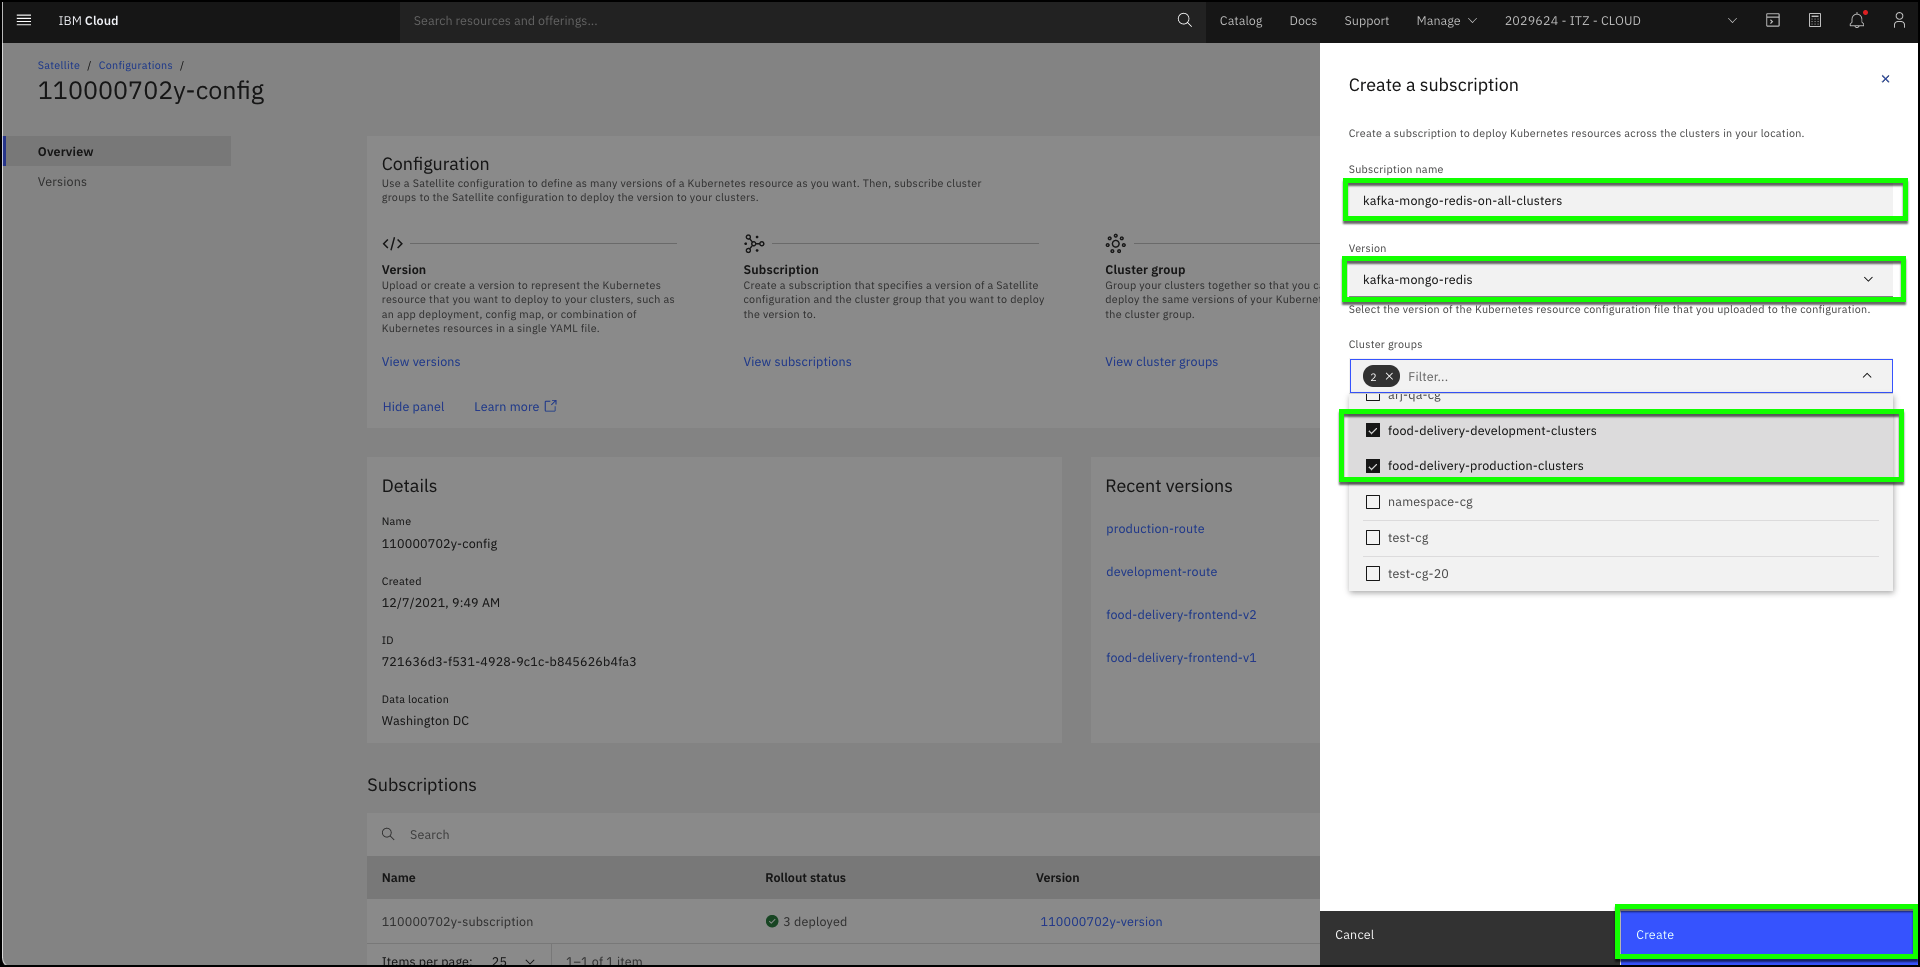 IBM Cloud
Search resources and offerings...
Catalog
Docs
Support
Manage
2029624 - ITZ - CLOUD
Satellite / Configurations /
110000702y-config
Overview
Versions
Configuration
Use a Satellite configuration to define as many versions of a Kubernetes resource as you want. Then, subscribe cluster
groups to the Satellite configuration to deploy the version to your clusters.
Version
Upload or create a version to represent the Kubernetes
resource that you want to deploy to your clusters, such as
an app deployment, config map, or combination of
Kubernetes resources in a single YAML file.
View versions
Subscription
Create a subscription that specifies a version of a Satellite
configuration and the cluster group that you want to deploy
the version to.
View subscriptions
Cluster group
Group your clusters together so that you c
deploy the same versions of your Kuberne
the cluster group.
View cluster groups
Hide panel
Learn more
Details
Name
110000702y-config
Created
12/7/2021, 9:49 AM
ID
721636d3-f531-4928-9c1c-b845626b4fa3
Data location
Washington DC
Recent versions
production-route
development-route
food-delivery-frontend-v2
food-delivery-frontend-v1
Subscriptions
Search
Name Rollout status Version
110000702y-subscription 3 deployed 110000702y-version
Items per page: 25 1–1 of 1 item
Create a subscription
Create a subscription to deploy Kubernetes resources across the clusters in your location.
Subscription name
kafka-mongo-redis-on-all-clusters
Version
kafka-mongo-redis
Select the version of the Kubernetes resource configuration file that you uploaded to the configuration.
Cluster groups
2 Filter...
arj-qa-cg
food-delivery-development-clusters
food-delivery-production-clusters
namespace-cg
test-cg
test-cg-20
Cancel
Create